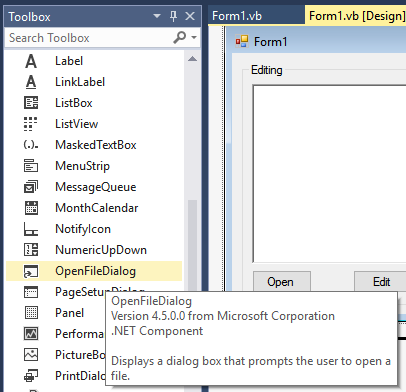 Toolbox
Search Toolbox
Label
LinkLabel
ListBox
ListView
MaskedTextBox
MenuStrip
MessageQueue
MonthCalendar
NotifyIcon
NumericUpDown
OpenFileDialog
PageSetupDialog
Panel
Performa
PictureBo
PrintDialo
OpenFileDialog
Version 4.5.0.0 from Microsoft Corporation
.NET Component
Displays a dialog box that prompts the user to open a
file.
Form1.vb
Form1.vb [Design]
Form1
Editing
Open
Edit